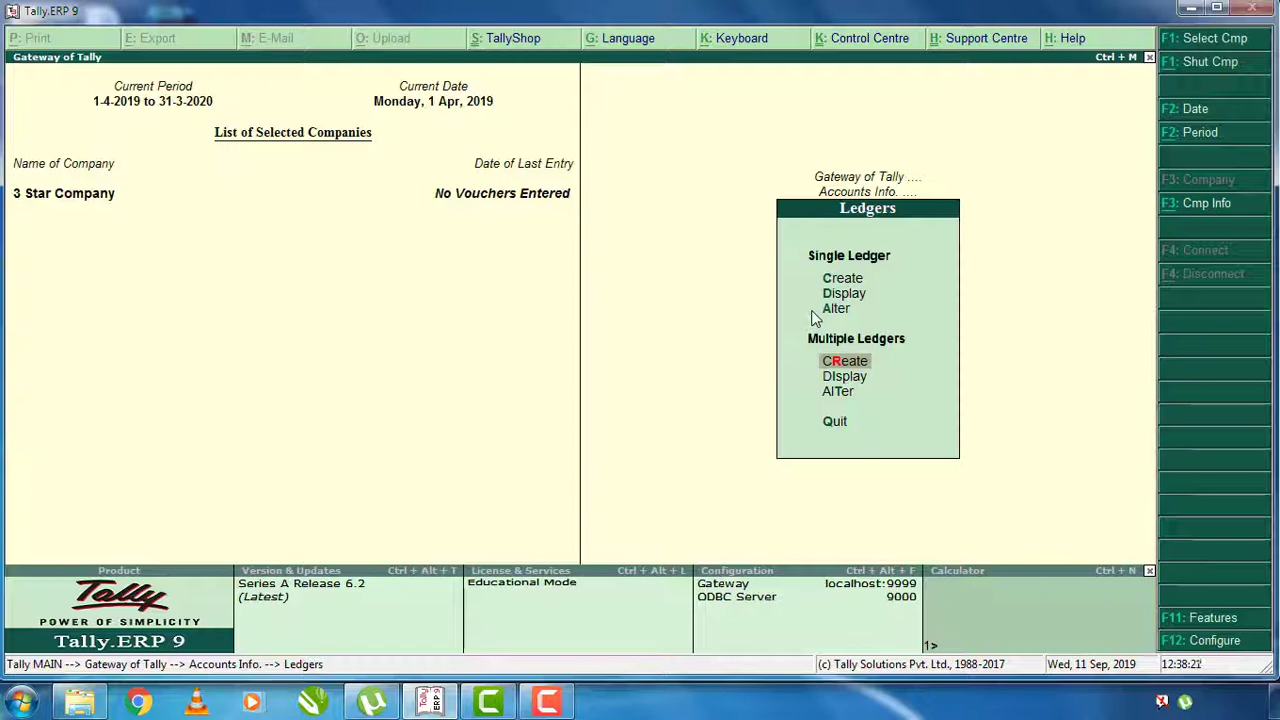 Tally.ERP 9
P: Print
E: Export
M: E-Mail
O: Upload
S: TallyShop
G: Language
K: Keyboard
K: Control Centre
H: Support Centre
H: Help
F1: Select Cmp
F1: Shut Cmp
F2: Date
F2: Period
F3: Company
F3: Cmp Info
F4: Connect
F4: Disconnect
F11: Features
F12: Configure
Gateway of Tally
Ctrl + M
Current Period
1-4-2019 to 31-3-2020
Current Date
Monday, 1 Apr, 2019
List of Selected Companies
Name of Company
Date of Last Entry
3 Star Company
No Vouchers Entered
Gateway of Tally ....
Accounts Info. ....
Ledgers
Single Ledger
Create
Display
Alter
Multiple Ledgers
CReate
DIsplay
AlTer
Quit
Product
Tally
POWER OF SIMPLICITY
Tally.ERP 9
Version & Updates
Ctrl + Alt + T
Series A Release 6.2
(Latest)
License & Services
Ctrl + Alt + L
Educational Mode
Configuration
Ctrl + Alt + F
Gateway
localhost:9999
ODBC Server
9000
Calculator
Ctrl + N
1>
Tally MAIN --> Gateway of Tally --> Accounts Info. --> Ledgers
(c) Tally Solutions Pvt. Ltd., 1988-2017
Wed, 11 Sep, 2019
12:38:21